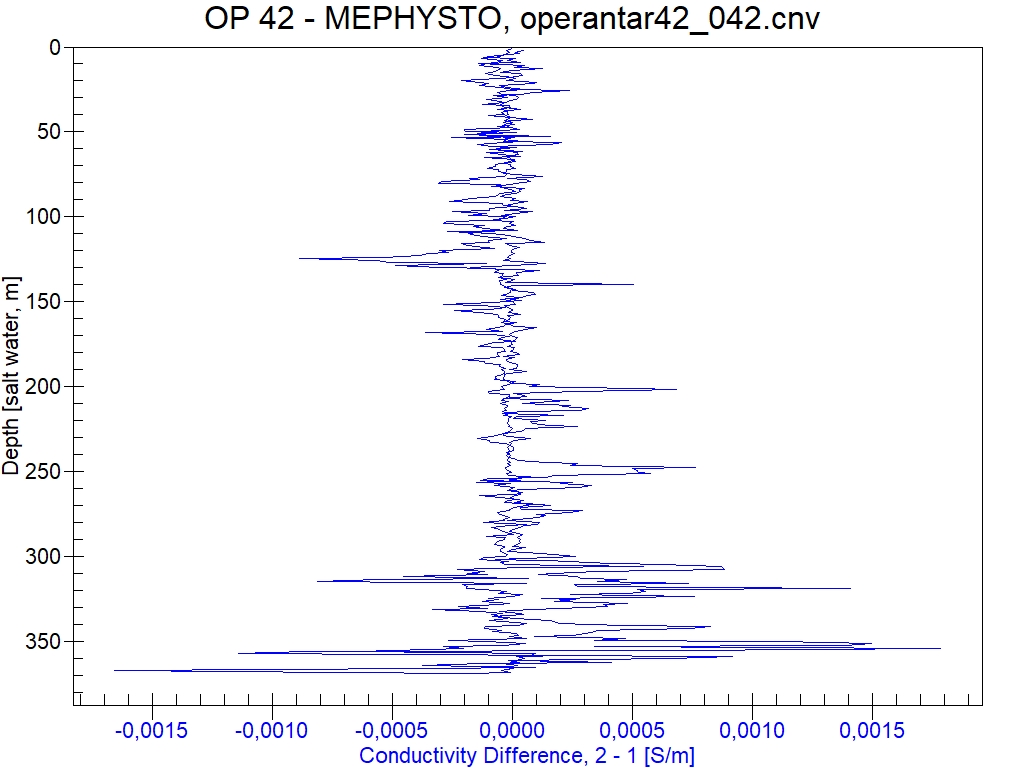 OP 42 - MEPHYSTO, operantar42_042.cnv
0
50
100
150
200
250
300
350
Depth [salt water, m]
-0,0015 -0,0010 -0,0005 0,0000 0,0005 0,0010 0,0015
Conductivity Difference, 2 - 1 [S/m]